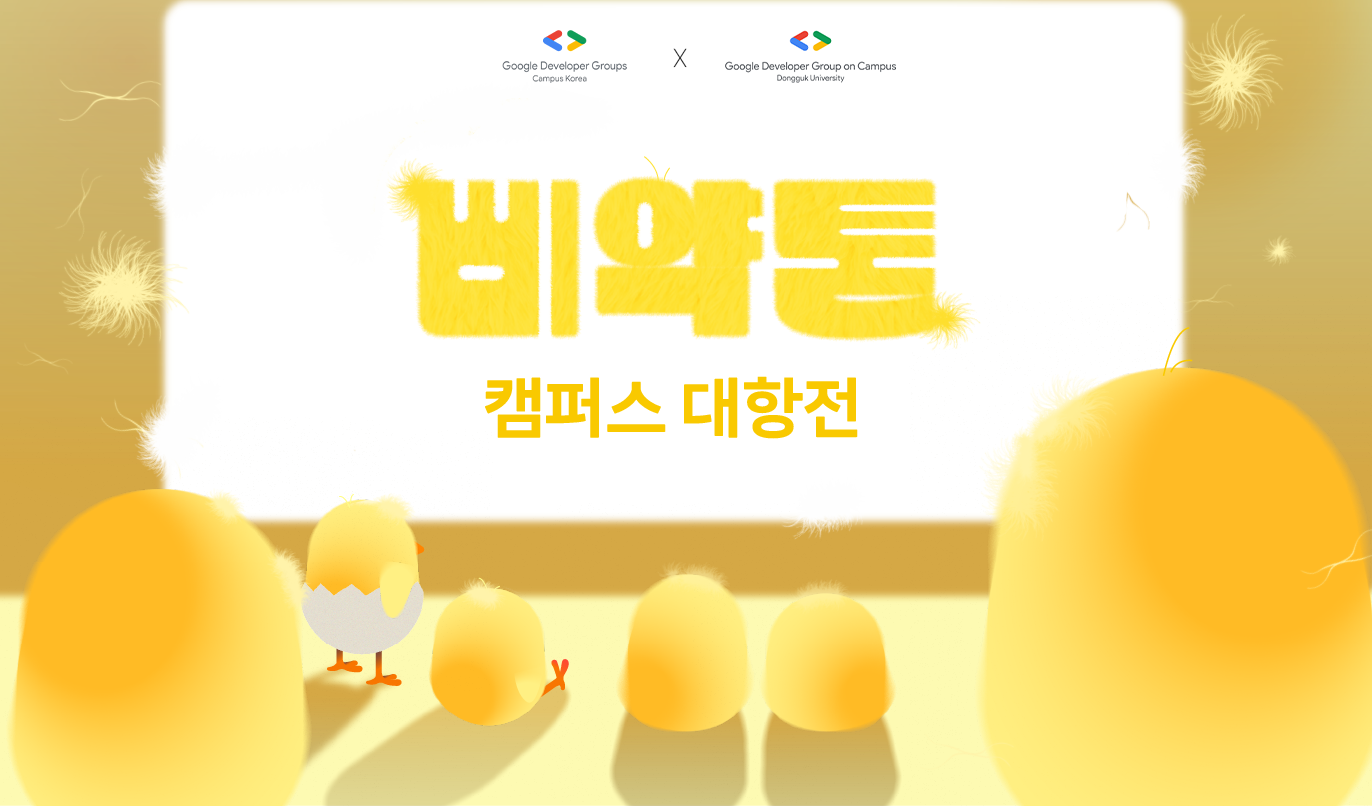 Google Developer Groups
Campus Korea
X
Google Developer Group on Campus
Dongguk University
삐약톤
캠퍼스 대항전